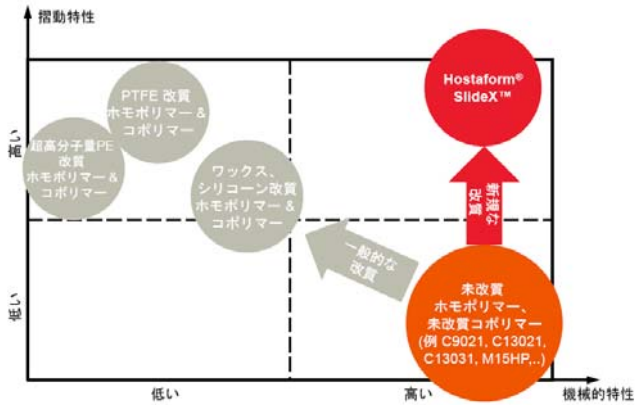 摺動特性
Hostaform®
SlideX™
PTFE 改質
ホモポリマー &
コポリマー
超高分子量PE
改質
ホモポリマー &
コポリマー
ワックス、
シリコーン改質
ホモポリマー &
コポリマー
高い
新規な
改質
一般的な
改質
未改質
ホモポリマー、
未改質コポリマー
(例 C9021, C13021,
C13031, M15HP,..)
低い
低い
高い
機械的特性